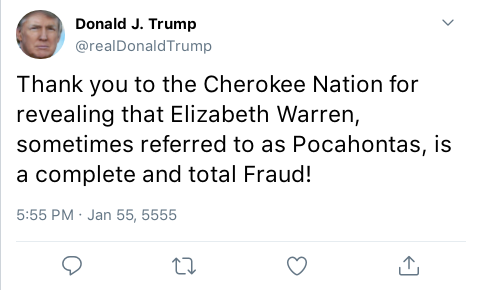 Donald J. Trump
@realDonaldTrump
Thank you to the Cherokee Nation for
revealing that Elizabeth Warren,
sometimes referred to as Pocahontas, is
a complete and total Fraud!
5:55 PM · Jan 55, 5555